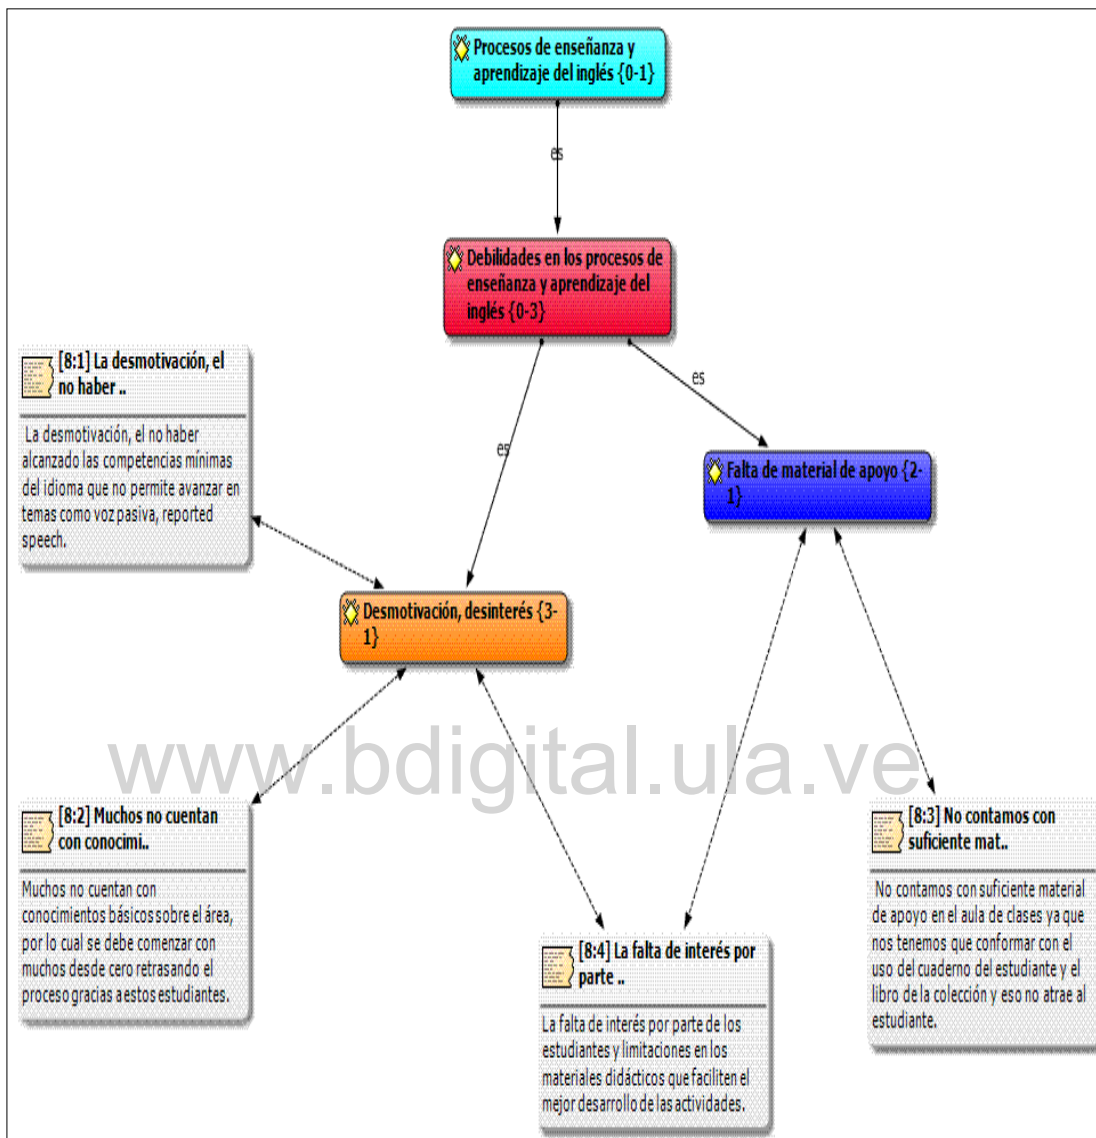 Procesos de enseñanza y
aprendizaje del inglés {0-1}
es
Debilidades en los procesos de
enseñanza y aprendizaje del
inglés {0-3}
es
es
[8:1] La desmotivación, el
no haber ..
La desmotivación, el no haber
alcanzado las competencias mínimas
del idioma que no permite avanzar en
temas como voz pasiva, reported
speech.
Falta de material de apoyo {2-
1}
Desmotivación, desinterés {3-
1}
www.bdigital.ula.ve
[8:2] Muchos no cuentan
con conocimi..
Muchos no cuentan con
conocimientos básicos sobre el área,
por lo cual se debe comenzar con
muchos desde cero retrasando el
proceso gracias a estos estudiantes.
[8:4] La falta de interés por
parte ..
La falta de interés por parte de los
estudiantes y limitaciones en los
materiales didácticos que faciliten el
mejor desarrollo de las actividades.
[8:3] No contamos con
suficiente mat..
No contamos con suficiente material
de apoyo en el aula de clases ya que
nos tenemos que conformar con el
uso del cuaderno del estudiante y el
libro de la colección y eso no atrae al
estudiante.